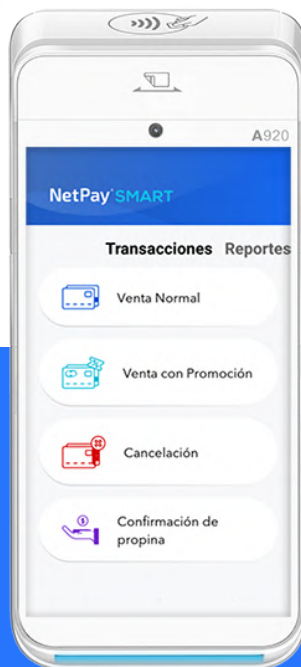 A920
NetPay SMART
Transacciones Reportes
Venta Normal
Venta con Promoción
Cancelación
Confirmación de
propina